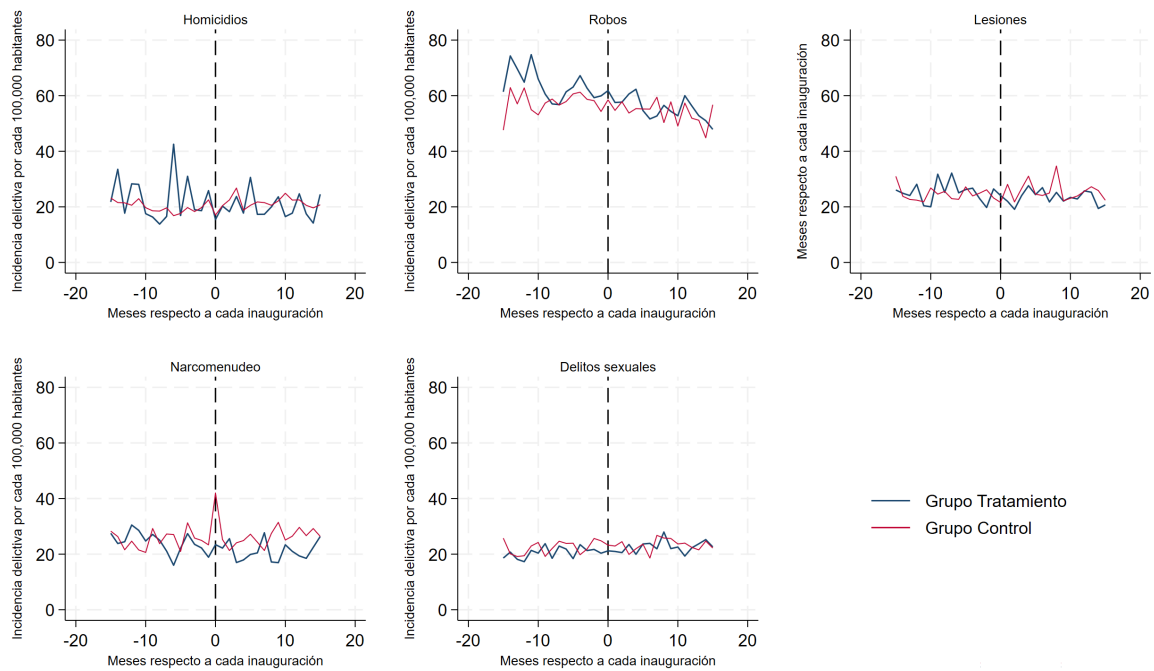 Homicidios
Incidencia delictiva por cada 100,000 habitantes
80
60
40
20
0
-20 -10 0 10 20
Meses respecto a cada inauguración
Robos
Incidencia delictiva por cada 100,000 habitantes
80
60
40
20
0
-20 -10 0 10 20
Meses respecto a cada inauguración
Lesiones
Meses respecto a cada inauguración
80
60
40
20
0
-20 -10 0 10 20
Meses respecto a cada inauguración
Narcomenudeo
Incidencia delictiva por cada 100,000 habitantes
80
60
40
20
0
-20 -10 0 10 20
Meses respecto a cada inauguración
Delitos sexuales
Incidencia delictiva por cada 100,000 habitantes
80
60
40
20
0
-20 -10 0 10 20
Meses respecto a cada inauguración
Grupo Tratamiento
Grupo Control